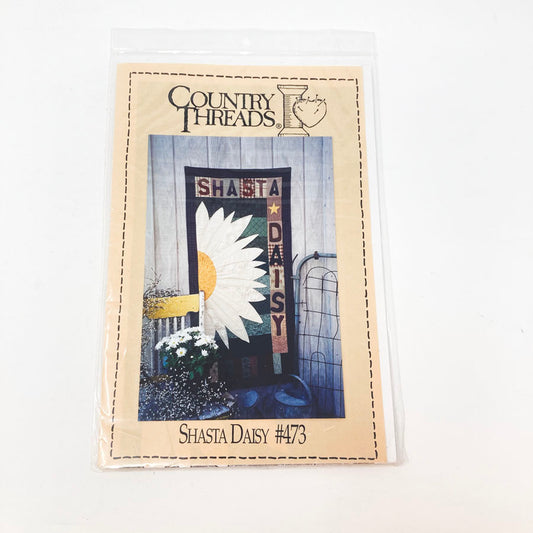 COUNTRY
THREADS®
SHASTA
DAISY
SHASTA DAISY #473